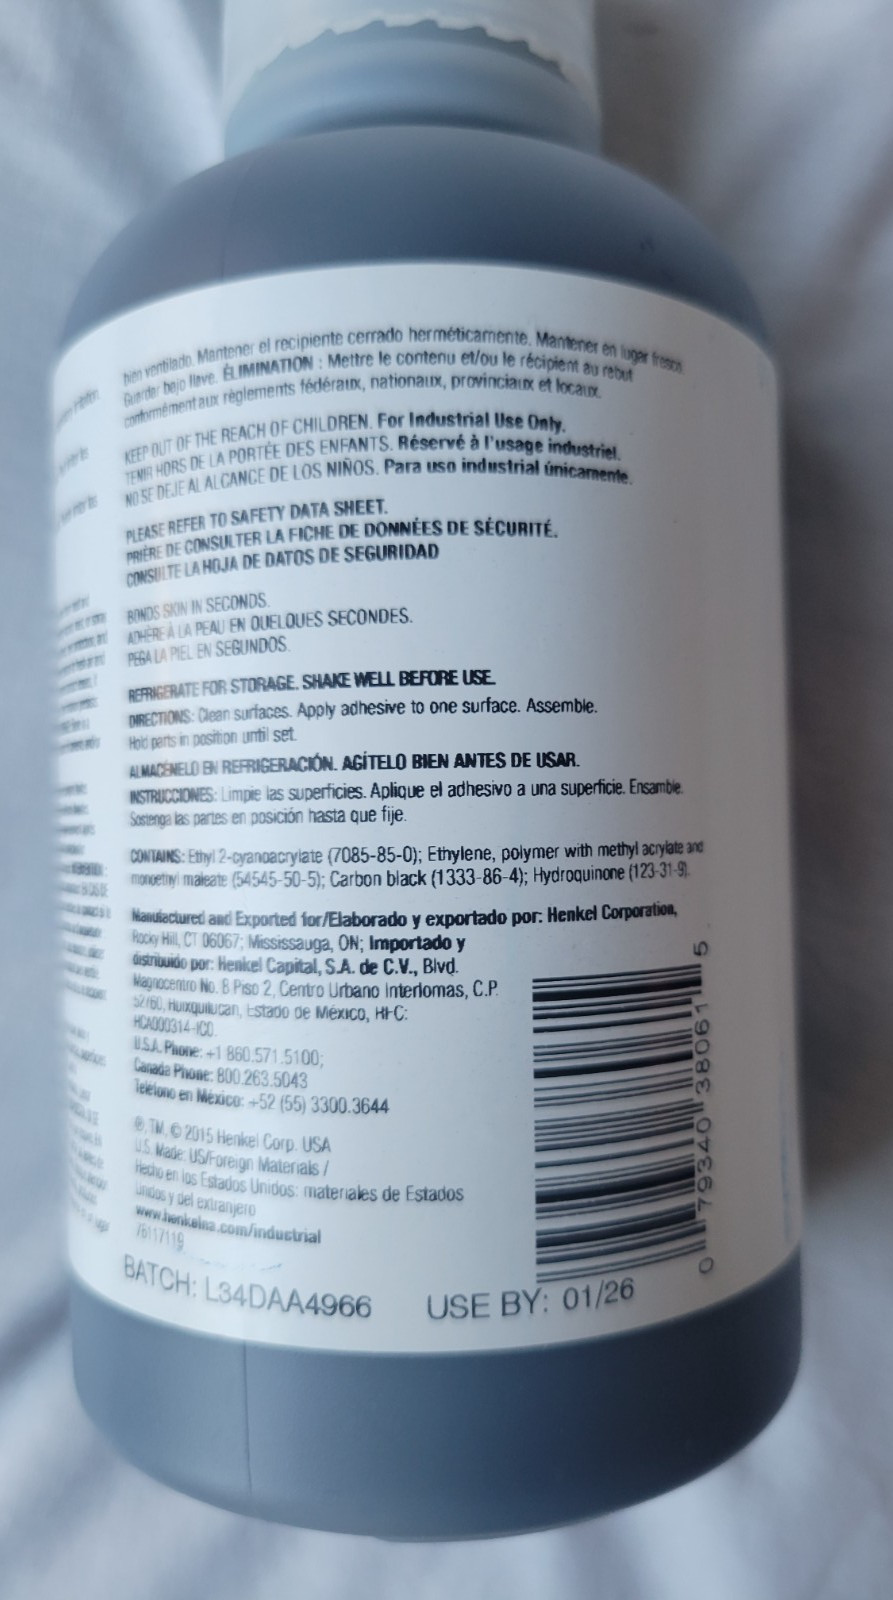 bien ventilado. Mantener el recipiente cerrado herméticamente. Mantener en lugar fresco.
Guardar bajo llave. ÉLIMINATION : Mettre le contenu et/ou le récipient au rebut
conformément aux règlements fédéraux, nationaux, provinciaux et locaux.
KEEP OUT OF THE REACH OF CHILDREN. For Industrial Use Only.
TENIR HORS DE LA PORTÉE DES ENFANTS. Réservé à l'usage industriel.
NO SE DEJE AL ALCANCE DE LOS NIÑOS. Para uso industrial únicamente.
PLEASE REFER TO SAFETY DATA SHEET.
PRIÈRE DE CONSULTER LA FICHE DE DONNÉES DE SÉCURITÉ.
CONSULTE LA HOJA DE DATOS DE SEGURIDAD
BONDS SKIN IN SECONDS.
ADHÈRE À LA PEAU EN QUELQUES SECONDES.
PEGA LA PIEL EN SEGUNDOS.
REFRIGERATE FOR STORAGE. SHAKE WELL BEFORE USE.
DIRECTIONS: Clean surfaces. Apply adhesive to one surface. Assemble.
Hold parts in position until set.
ALMACÉNELO EN REFRIGERACIÓN. AGÍTELO BIEN ANTES DE USAR.
INSTRUCCIONES: Limpie las superficies. Aplique el adhesivo a una superficie. Ensamble.
Sostenga las partes en posición hasta que fije.
CONTAINS: Ethyl 2-cyanoacrylate (7085-85-0); Ethylene, polymer with methyl acrylate and
monoethyl maleate (54545-50-5); Carbon black (1333-86-4); Hydroquinone (123-31-9).
Manufactured and Exported for/Elaborado y exportado por: Henkel Corporation,
Rocky Hill, CT 06067; Mississauga, ON; Importado y
distribuido por: Henkel Capital, S.A. de C.V., Blvd.
Magnocentro No. 8 Piso 2, Centro Urbano Interlomas, C.P.
52760, Huixquilucan, Estado de México, RFC:
HCA000314-IC0.
U.S.A. Phone: +1 860.571.5100;
Canada Phone: 800.263.5043
Teléfono en México: +52 (55) 3300.3644
®, TM, © 2015 Henkel Corp. USA
U.S. Made: US/Foreign Materials /
Hecho en los Estados Unidos: materiales de Estados
Unidos y del extranjero
www.henkelna.com/industrial
76117119
0 79340 38061 5
BATCH: L34DAA4966 USE BY: 01/26